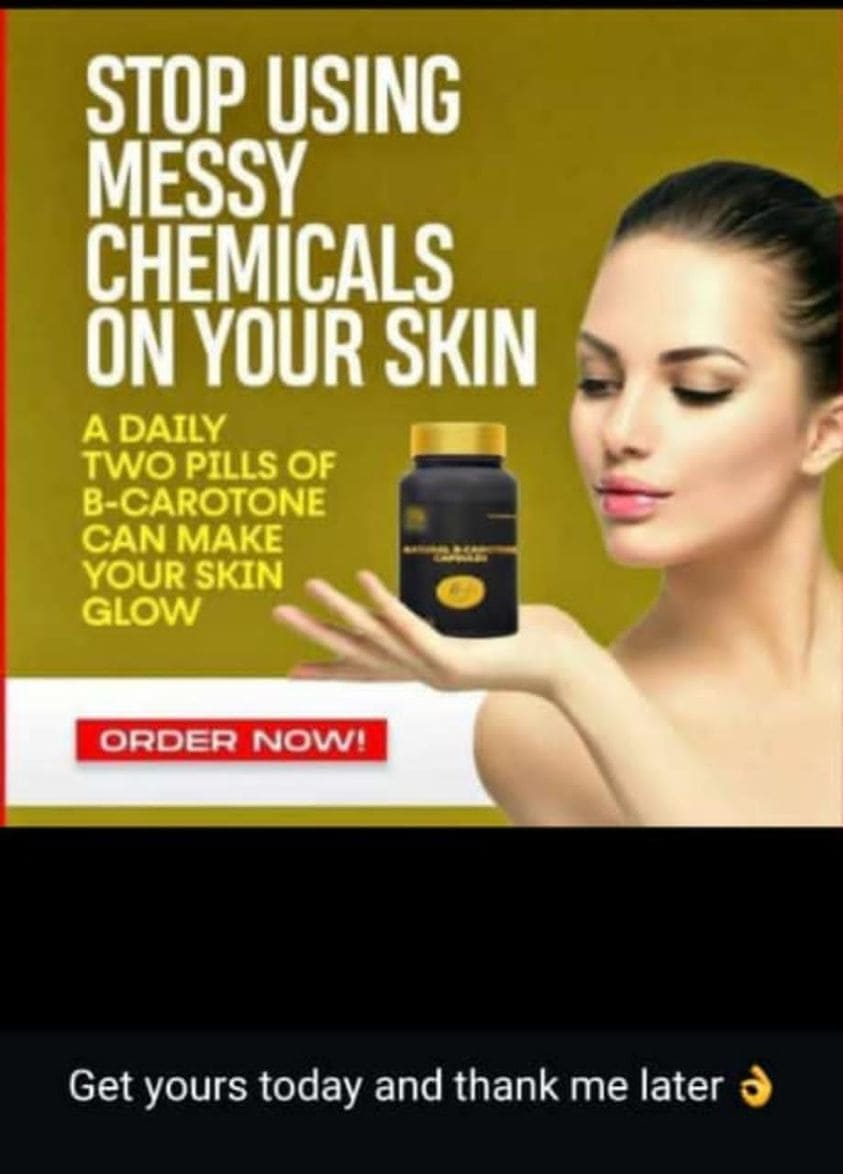 STOP USING
MESSY
CHEMICALS
ON YOUR SKIN
A DAILY
TWO PILLS OF
B-CAROTONE
CAN MAKE
YOUR SKIN
GLOW
CAPSULES
ORDER NOW!
Get yours today and thank me later 👌